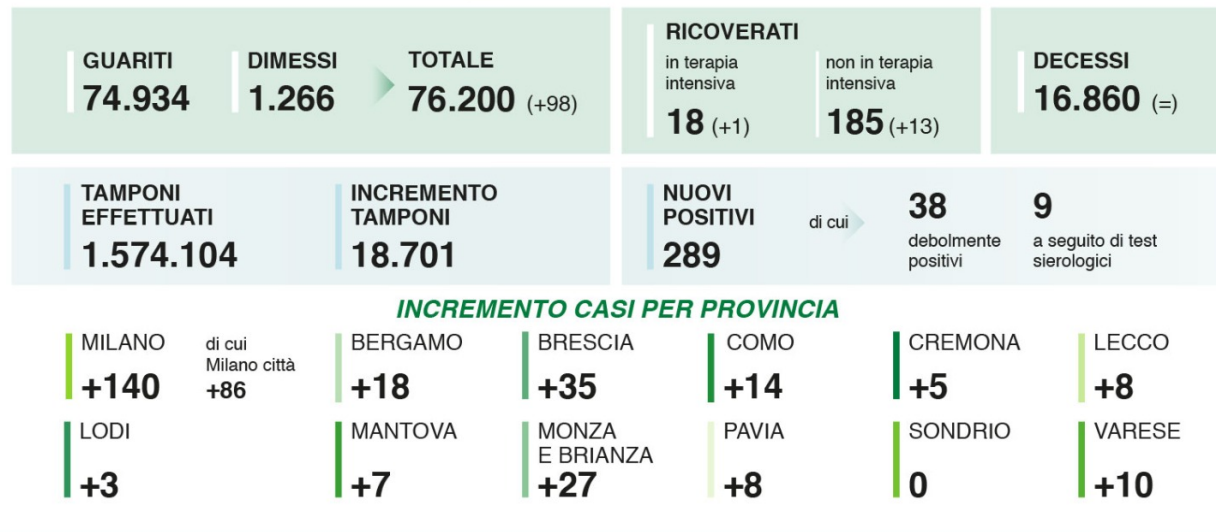 GUARITI
74.934
DIMESSI
1.266
TOTALE
76.200 (+98)
RICOVERATI
in terapia
intensiva
18 (+1)
non in terapia
intensiva
185 (+13)
DECESSI
16.860 (=)
TAMPONI
EFFETTUATI
1.574.104
INCREMENTO
TAMPONI
18.701
NUOVI
POSITIVI
289
di cui
38
debolmente
positivi
9
a seguito di test
sierologici
INCREMENTO CASI PER PROVINCIA
MILANO
+140
di cui
Milano città
+86
BERGAMO
+18
BRESCIA
+35
COMO
+14
CREMONA
+5
LECCO
+8
LODI
+3
MANTOVA
+7
MONZA
E BRIANZA
+27
PAVIA
+8
SONDRIO
0
VARESE
+10